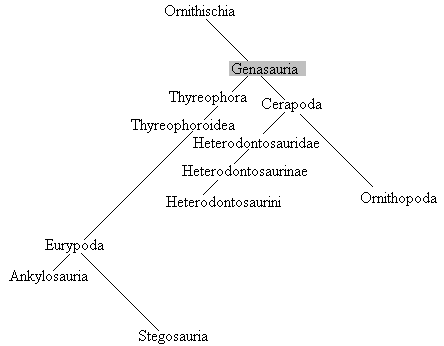 Ornithischia
Genasauria
Thyreophora
Cerapoda
Thyreophoroidea
Heterodontosauridae
Heterodontosaurinae
Heterodontosaurini
Ornithopoda
Eurypoda
Ankylosauria
Stegosauria